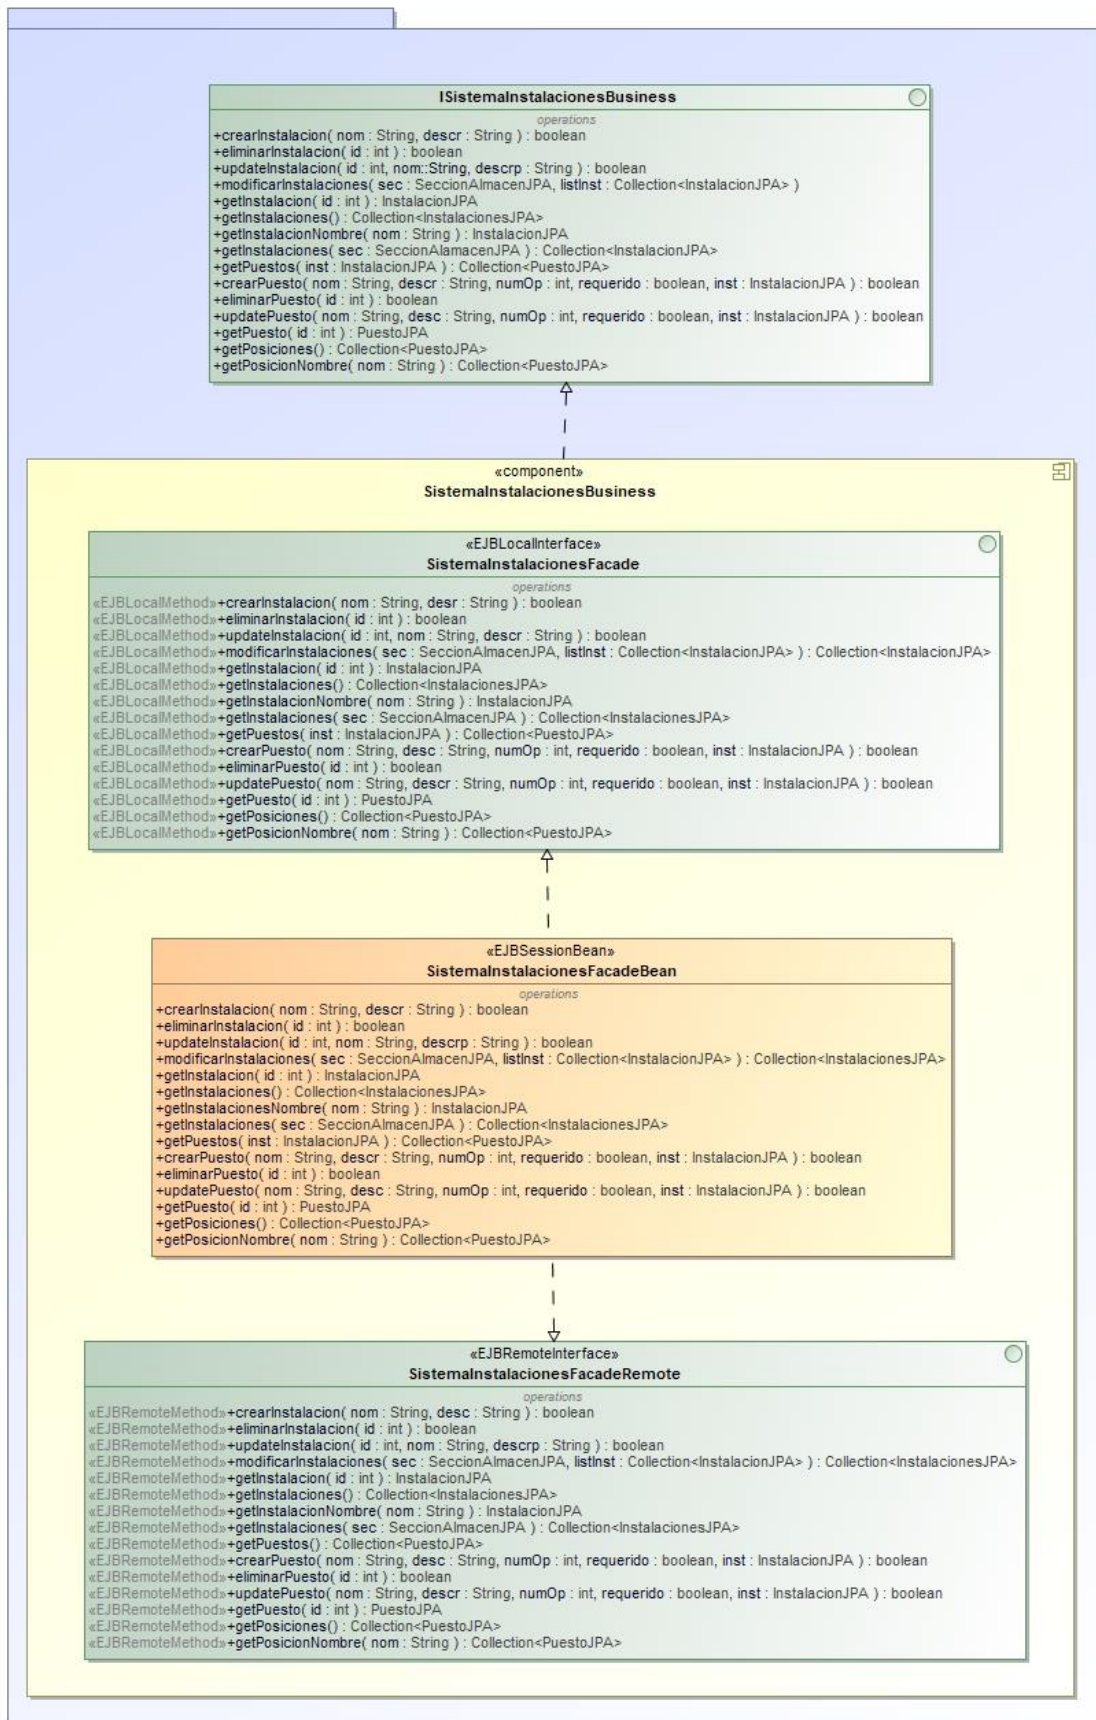 ISistemaInstalacionesBusiness
operations
+crearInstalacion( nom : String, descr : String ) : boolean
+eliminarInstalacion( id : int ) : boolean
+updateInstalacion( id : int, nom::String, descrp : String ) : boolean
+modificarInstalaciones( sec : SeccionAlmacenJPA, listInst : Collection<InstalacionJPA> )
+getInstalacion( id : int ) : InstalacionJPA
+getInstalaciones() : Collection<InstalacionesJPA>
+getInstalacionNombre( nom : String ) : InstalacionJPA
+getInstalaciones( sec : SeccionAlamacenJPA ) : Collection<InstalacionJPA>
+getPuestos( inst : InstalacionJPA ) : Collection<PuestoJPA>
+crearPuesto( nom : String, descr : String, numOp : int, requerido : boolean, inst : InstalacionJPA ) : boolean
+eliminarPuesto( id : int ) : boolean
+updatePuesto( nom : String, desc : String, numOp : int, requerido : boolean, inst : InstalacionJPA ) : boolean
+getPuesto( id : int ) : PuestoJPA
+getPosiciones() : Collection<PuestoJPA>
+getPosicionNombre( nom : String ) : Collection<PuestoJPA>
«component»
SistemaInstalacionesBusiness
«EJBLocalInterface»
SistemaInstalacionesFacade
operations
«EJBLocalMethod»+crearInstalacion( nom : String, desr : String ) : boolean
«EJBLocalMethod»+eliminarInstalacion( id : int ) : boolean
«EJBLocalMethod»+updateInstalacion( id : int, nom : String, descr : String ) : boolean
«EJBLocalMethod»+modificarInstalaciones( sec : SeccionAlmacenJPA, listInst : Collection<InstalacionJPA> ) : Collection<InstalacionJPA>
«EJBLocalMethod»+getInstalacion( id : int ) : InstalacionJPA
«EJBLocalMethod»+getInstalaciones() : Collection<InstalacionesJPA>
«EJBLocalMethod»+getInstalacionNombre( nom : String ) : InstalacionJPA
«EJBLocalMethod»+getInstalaciones( sec : SeccionAlmacenJPA ) : Collection<InstalacionesJPA>
«EJBLocalMethod»+getPuestos( inst : InstalacionJPA ) : Collection<PuestoJPA>
«EJBLocalMethod»+crearPuesto( nom : String, desc : String, numOp : int, requerido : boolean, inst : InstalacionJPA ) : boolean
«EJBLocalMethod»+eliminarPuesto( id : int ) : boolean
«EJBLocalMethod»+updatePuesto( nom : String, descr : String, numOp : int, requerido : boolean, inst : InstalacionJPA ) : boolean
«EJBLocalMethod»+getPuesto( id : int ) : PuestoJPA
«EJBLocalMethod»+getPosiciones() : Collection<PuestoJPA>
«EJBLocalMethod»+getPosicionNombre( nom : String ) : Collection<PuestoJPA>
«EJBSessionBean»
SistemaInstalacionesFacadeBean
operations
+crearInstalacion( nom : String, descr : String ) : boolean
+eliminarInstalacion( id : int ) : boolean
+updateInstalacion( id : int, nom : String, descrp : String ) : boolean
+modificarInstalaciones( sec : SeccionAlmacenJPA, listInst : Collection<InstalacionJPA> ) : Collection<InstalacionesJPA>
+getInstalacion( id : int ) : InstalacionJPA
+getInstalaciones() : Collection<InstalacionesJPA>
+getInstalacionesNombre( nom : String ) : InstalacionJPA
+getInstalaciones( sec : SeccionAlmacenJPA ) : Collection<InstalacionesJPA>
+getPuestos( inst : InstalacionJPA ) : Collection<PuestoJPA>
+crearPuesto( nom : String, descr : String, numOp : int, requerido : boolean, inst : InstalacionJPA ) : boolean
+eliminarPuesto( id : int ) : boolean
+updatePuesto( nom : String, desc : String, numOp : int, requerido : boolean, inst : InstalacionJPA ) : boolean
+getPuesto( id : int ) : PuestoJPA
+getPosiciones() : Collection<PuestoJPA>
+getPosicionNombre( nom : String ) : Collection<PuestoJPA>
«EJBRemoteInterface»
SistemaInstalacionesFacadeRemote
operations
«EJBRemoteMethod»+crearInstalacion( nom : String, desc : String ) : boolean
«EJBRemoteMethod»+eliminarInstalacion( id : int ) : boolean
«EJBRemoteMethod»+updateInstalacion( id : int, nom : String, descrp : String ) : boolean
«EJBRemoteMethod»+modificarInstalaciones( sec : SeccionAlmacenJPA, listInst : Collection<InstalacionJPA> ) : Collection<InstalacionesJPA>
«EJBRemoteMethod»+getInstalacion( id : int ) : InstalacionJPA
«EJBRemoteMethod»+getInstalaciones() : Collection<InstalacionesJPA>
«EJBRemoteMethod»+getInstalacionNombre( nom : String ) : InstalacionJPA
«EJBRemoteMethod»+getInstalaciones( sec : SeccionAlmacenJPA ) : Collection<InstalacionesJPA>
«EJBRemoteMethod»+getPuestos() : Collection<PuestoJPA>
«EJBRemoteMethod»+crearPuesto( nom : String, desc : String, numOp : int, requerido : boolean, inst : InstalacionJPA ) : boolean
«EJBRemoteMethod»+eliminarPuesto( id : int ) : boolean
«EJBRemoteMethod»+updatePuesto( nom : String, descr : String, numOp : int, requerido : boolean, inst : InstalacionJPA ) : boolean
«EJBRemoteMethod»+getPuesto( id : int ) : PuestoJPA
«EJBRemoteMethod»+getPosiciones() : Collection<PuestoJPA>
«EJBRemoteMethod»+getPosicionNombre( nom : String ) : Collection<PuestoJPA>